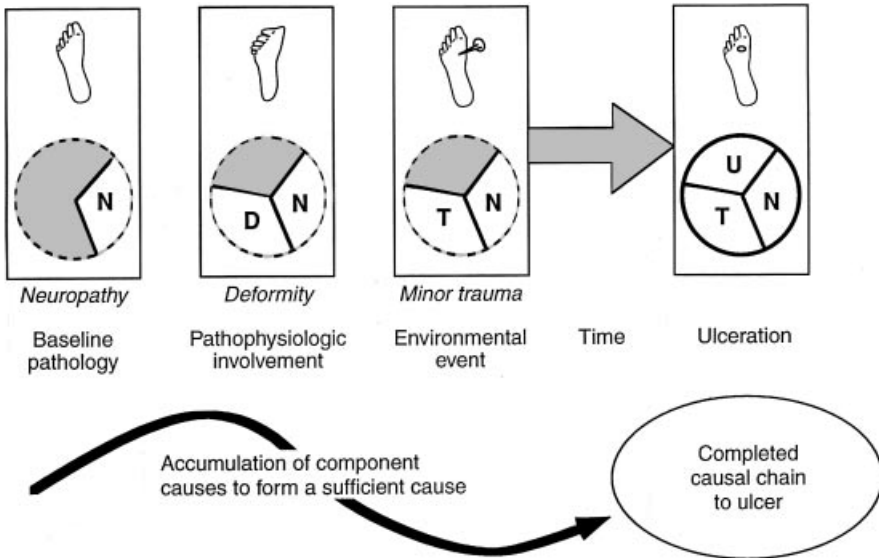 N
D
N
T
N
U
T
N
Neuropathy
Deformity
Minor trauma
Baseline
pathology
Pathophysiologic
involvement
Environmental
event
Time
Ulceration
Accumulation of component
causes to form a sufficient cause
Completed
causal chain
to ulcer